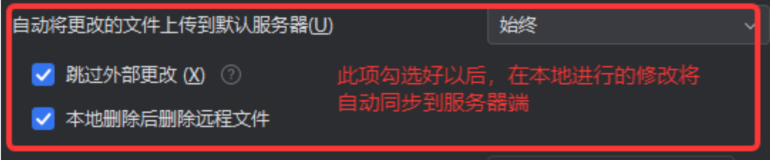 自动将更改的文件上传到默认服务器(U)
始终
跳过外部更改 (X) ?
此项勾选好以后，在本地进行的修改将
自动同步到服务器端
本地删除后删除远程文件